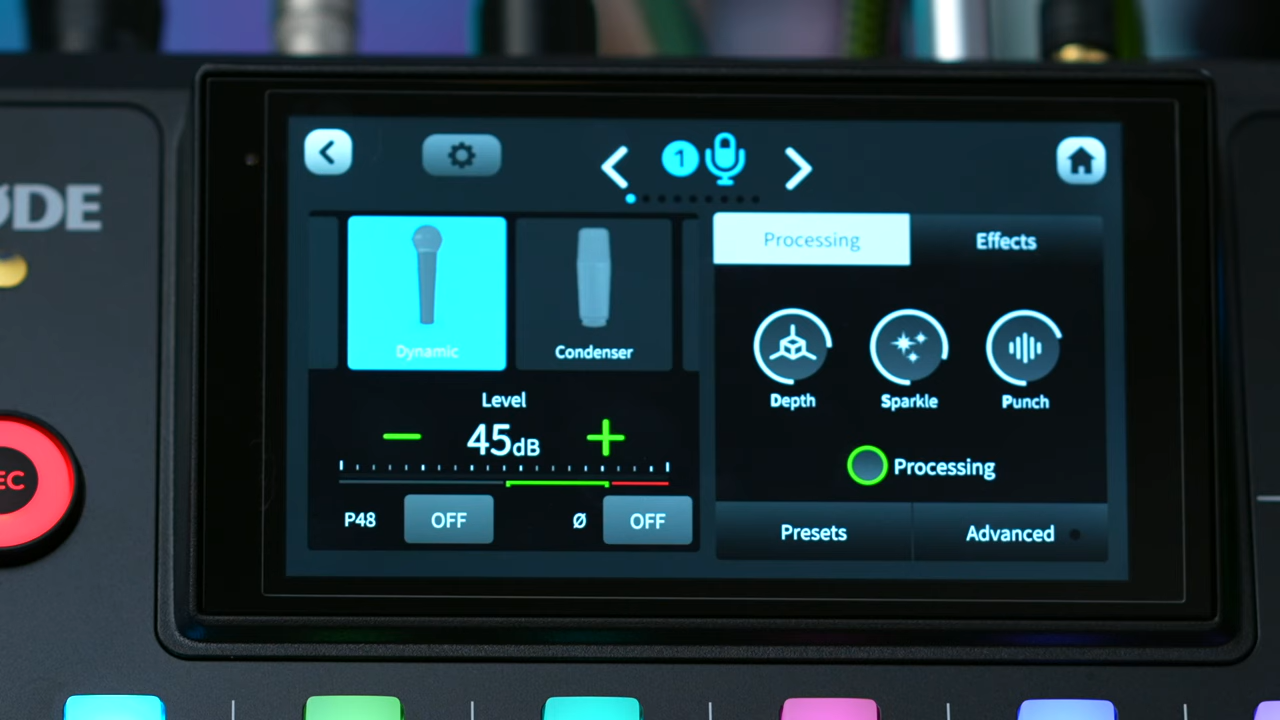 ØDE
1
Processing
Effects
Dynamic
Condenser
Level
45dB
Depth
Sparkle
Punch
Processing
EC
P48
OFF
Ø
OFF
Presets
Advanced